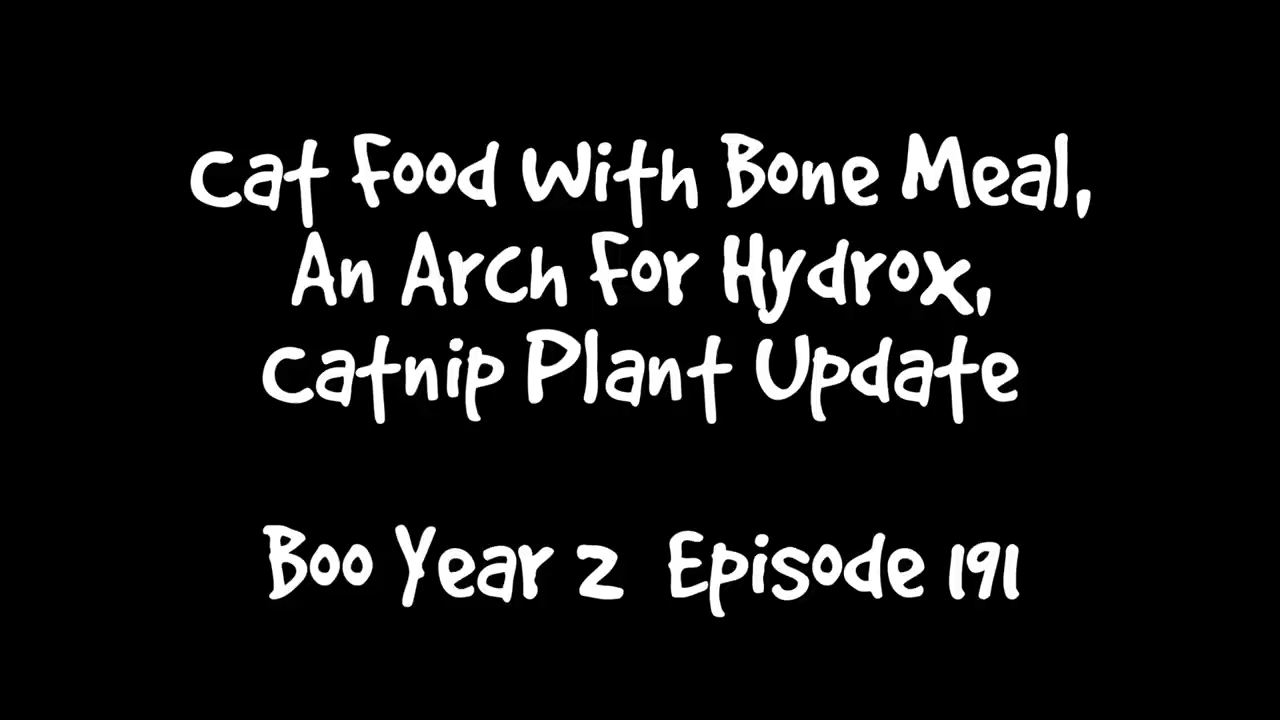 Cat Food With Bone Meal,
An Arch For Hydrox,
Catnip Plant Update
Boo Year 2 Episode 191